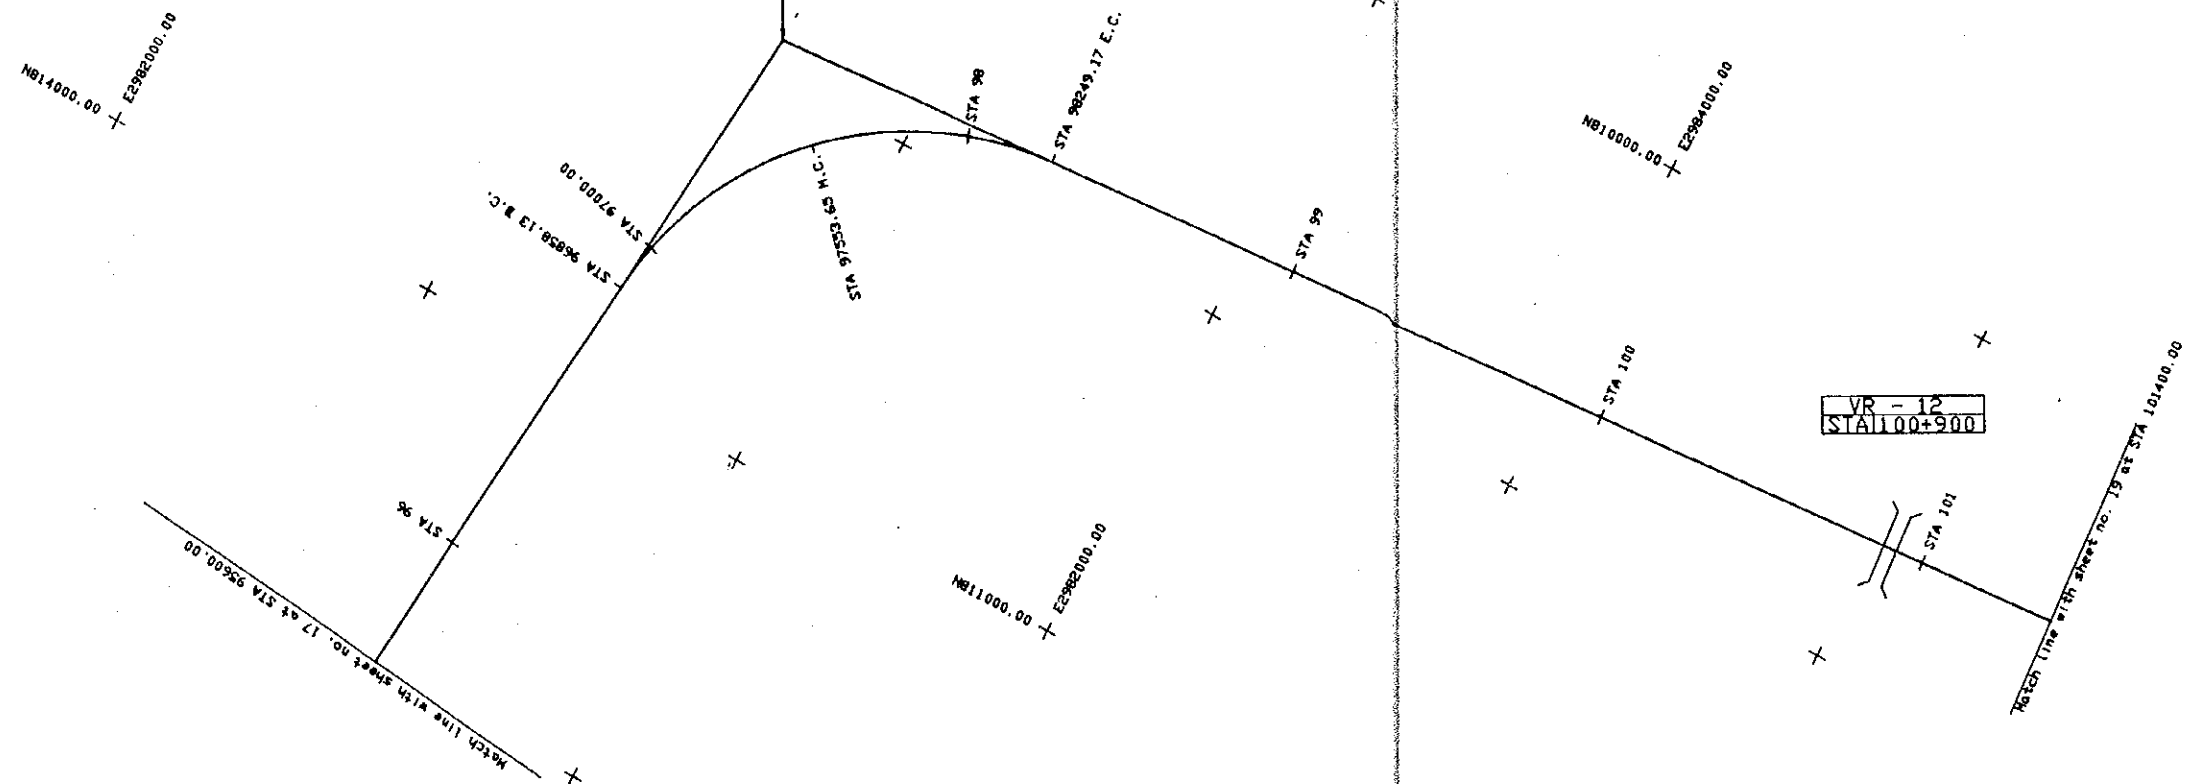 N814000.00
E2982000.00
STA 98
STA 98249.17 E.C.
N810000.00
E2984000.00
STA 97000.00
STA 96858.13 B.C.
STA 97553.65 M.C.
STA 99
STA 100
VR - 12
STA 100+900
STA 96
Match line with sheet no. 17 at STA 95600.00
N811000.00
E2982000.00
STA 101
Match line with sheet no. 19 at STA 101400.00